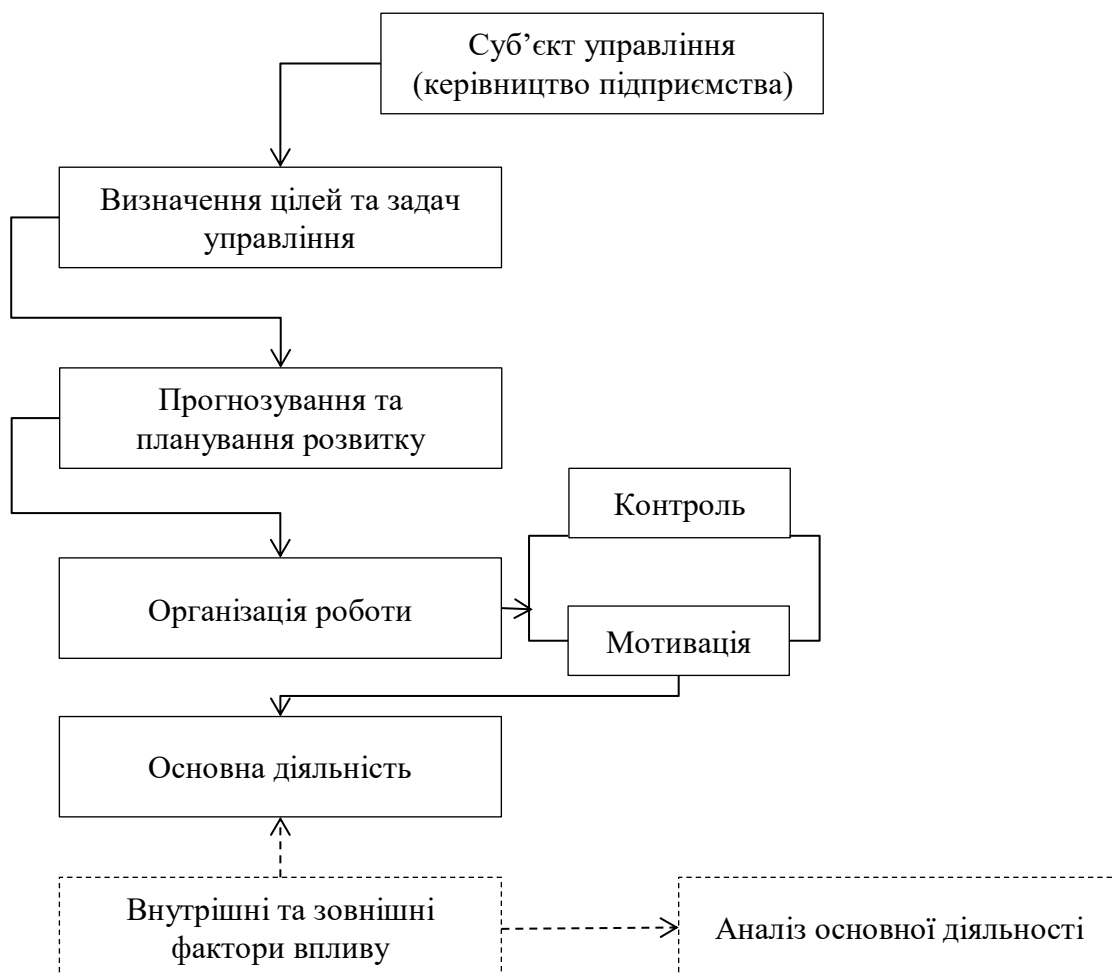 Суб’єкт управління
(керівництво підприємства)
Визначення цілей та задач
управління
Прогнозування та
планування розвитку
Контроль
Організація роботи
Мотивація
Основна діяльність
Внутрішні та зовнішні
фактори впливу
Аналіз основної діяльності